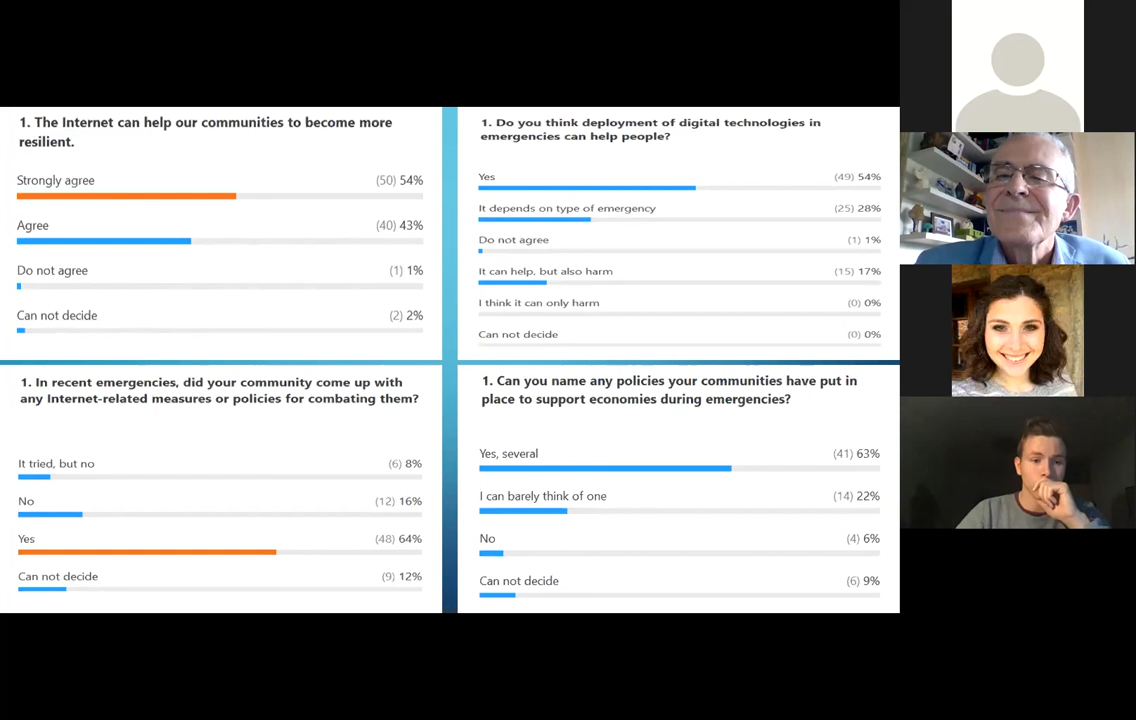 1. The Internet can help our communities to become more
resilient.
Strongly agree (50) 54%
Agree (40) 43%
Do not agree (1) 1%
Can not decide (2) 2%
1. Do you think deployment of digital technologies in
emergencies can help people?
Yes (49) 54%
It depends on type of emergency (25) 28%
Do not agree (1) 1%
It can help, but also harm (15) 17%
I think it can only harm (0) 0%
Can not decide (0) 0%
1. In recent emergencies, did your community come up with
any Internet-related measures or policies for combating them?
It tried, but no (6) 8%
No (12) 16%
Yes (48) 64%
Can not decide (9) 12%
1. Can you name any policies your communities have put in
place to support economies during emergencies?
Yes, several (41) 63%
I can barely think of one (14) 22%
No (4) 6%
Can not decide (6) 9%